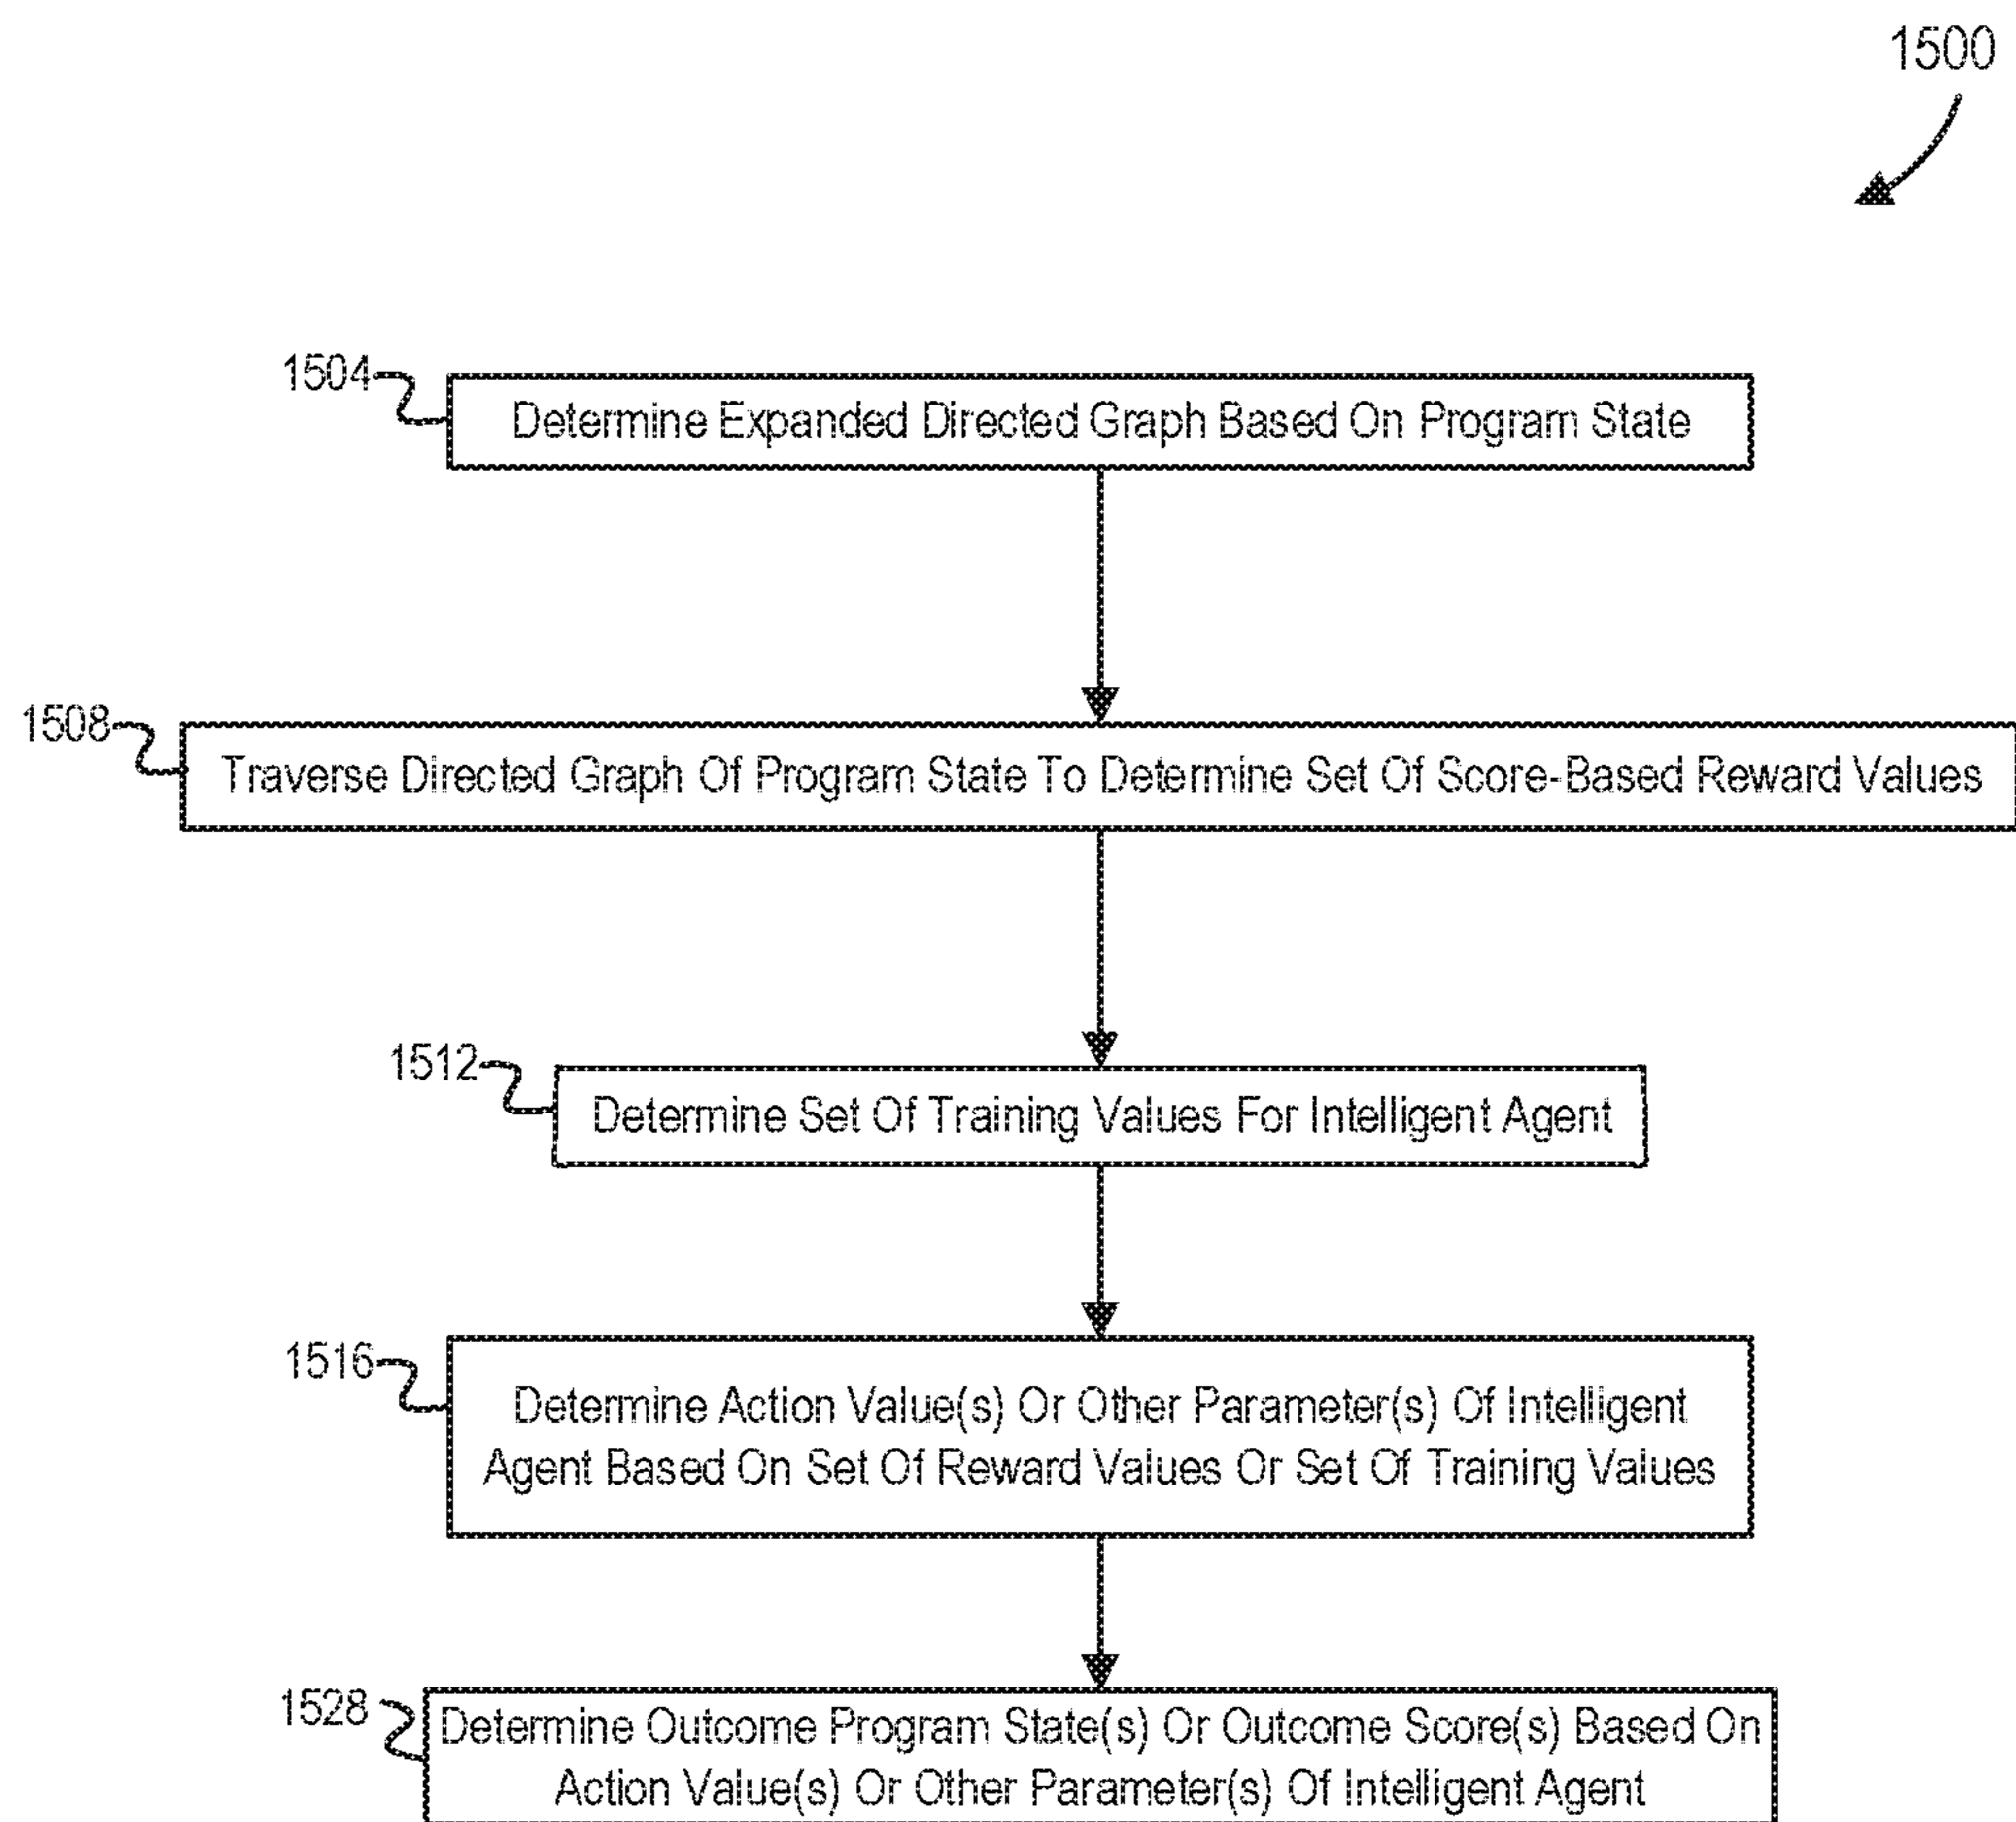 1500
1504
Determine Expanded Directed Graph Based On Program State
1508
Traverse Directed Graph Of Program State To Determine Set Of Score-Based Reward Values
1512
Determine Set Of Training Values For Intelligent Agent
1516
Determine Action Value(s) Or Other Parameter(s) Of Intelligent
Agent Based On Set Of Reward Values Or Set Of Training Values
1528
Determine Outcome Program State(s) Or Outcome Score(s) Based On
Action Value(s) Or Other Parameter(s) Of Intelligent Agent